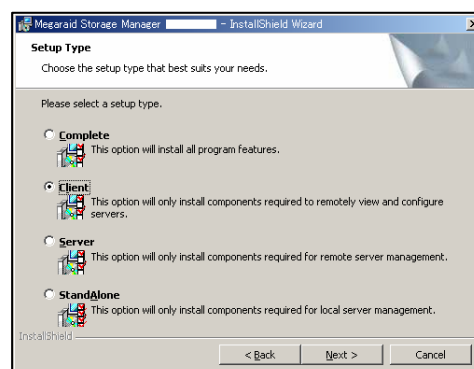 Megaraid Storage Manager - InstallShield Wizard
Setup Type
Choose the setup type that best suits your needs.
Please select a setup type.
Complete
This option will install all program features.
Client
This option will only install components required to remotely view and configure
servers.
Server
This option will only install components required for remote server management.
StandAlone
This option will only install components required for local server management.
InstallShield
< Back
Next >
Cancel